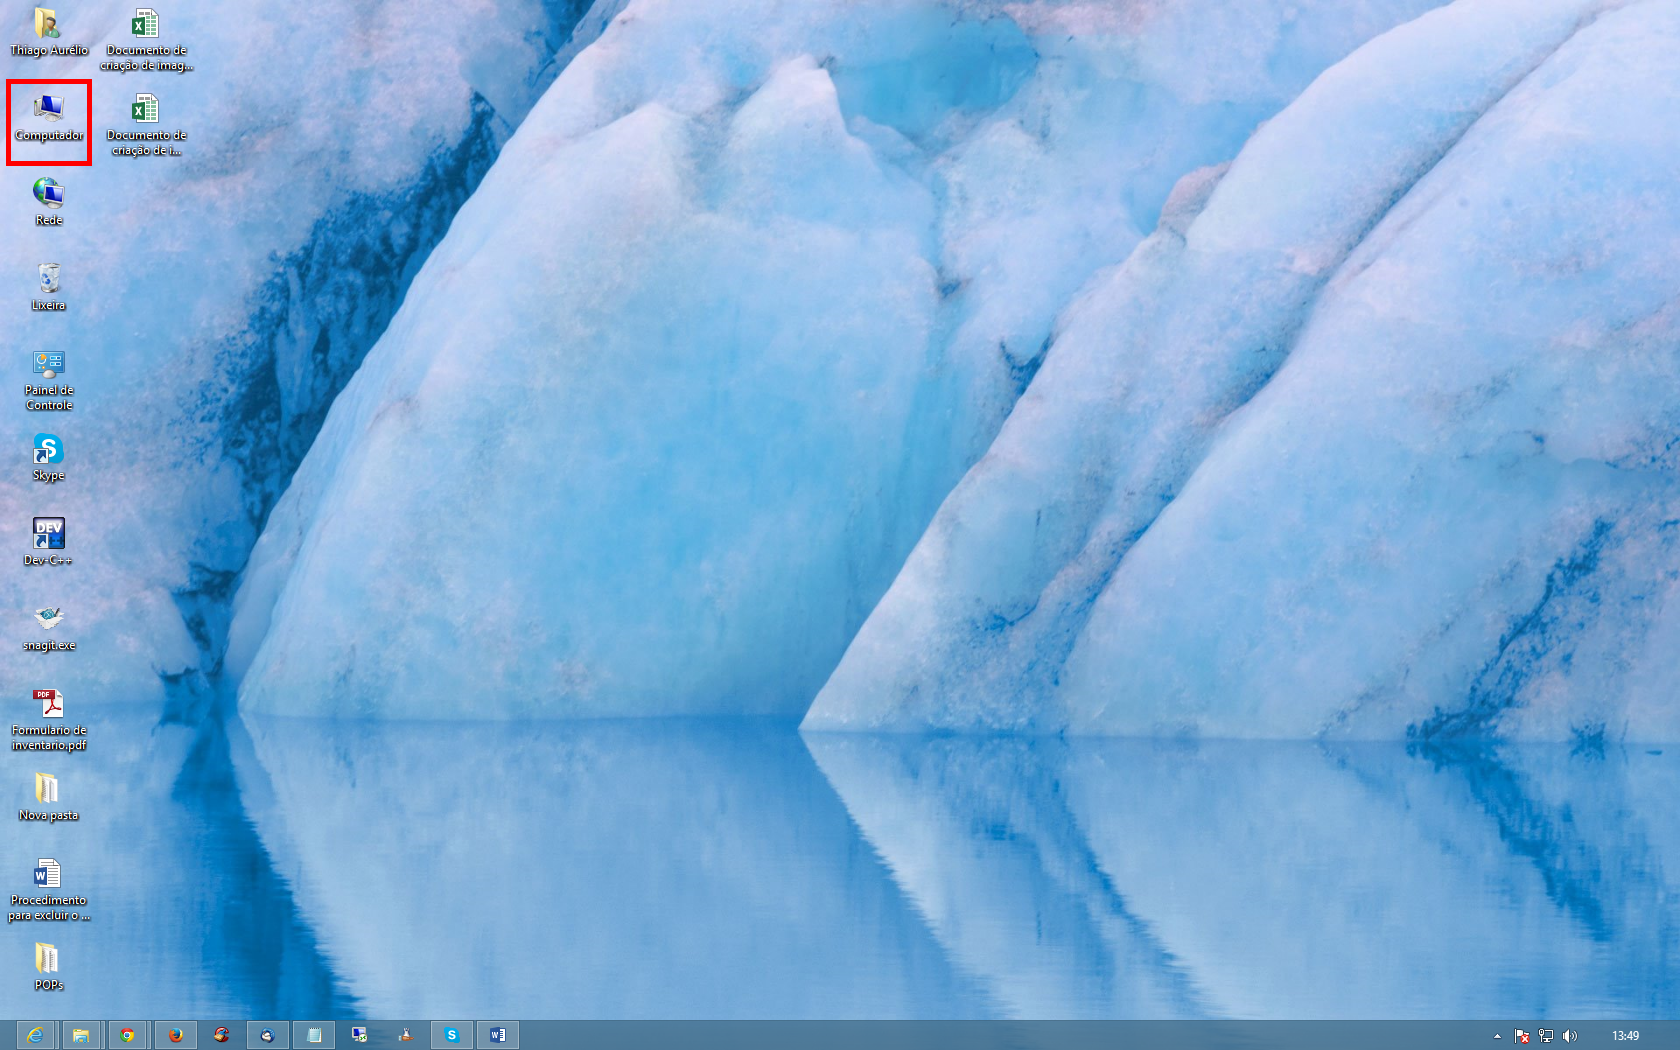 Thiago Aurélio
Documento de
criação de imag...
Computador
Documento de
criação de i...
Rede
Lixeira
Painel de
Controle
Skype
DEV
Dev-C++
snagit.exe
PDF
Formulario de
inventario.pdf
Nova pasta
Procedimento
para excluir o ...
POPs
13:49